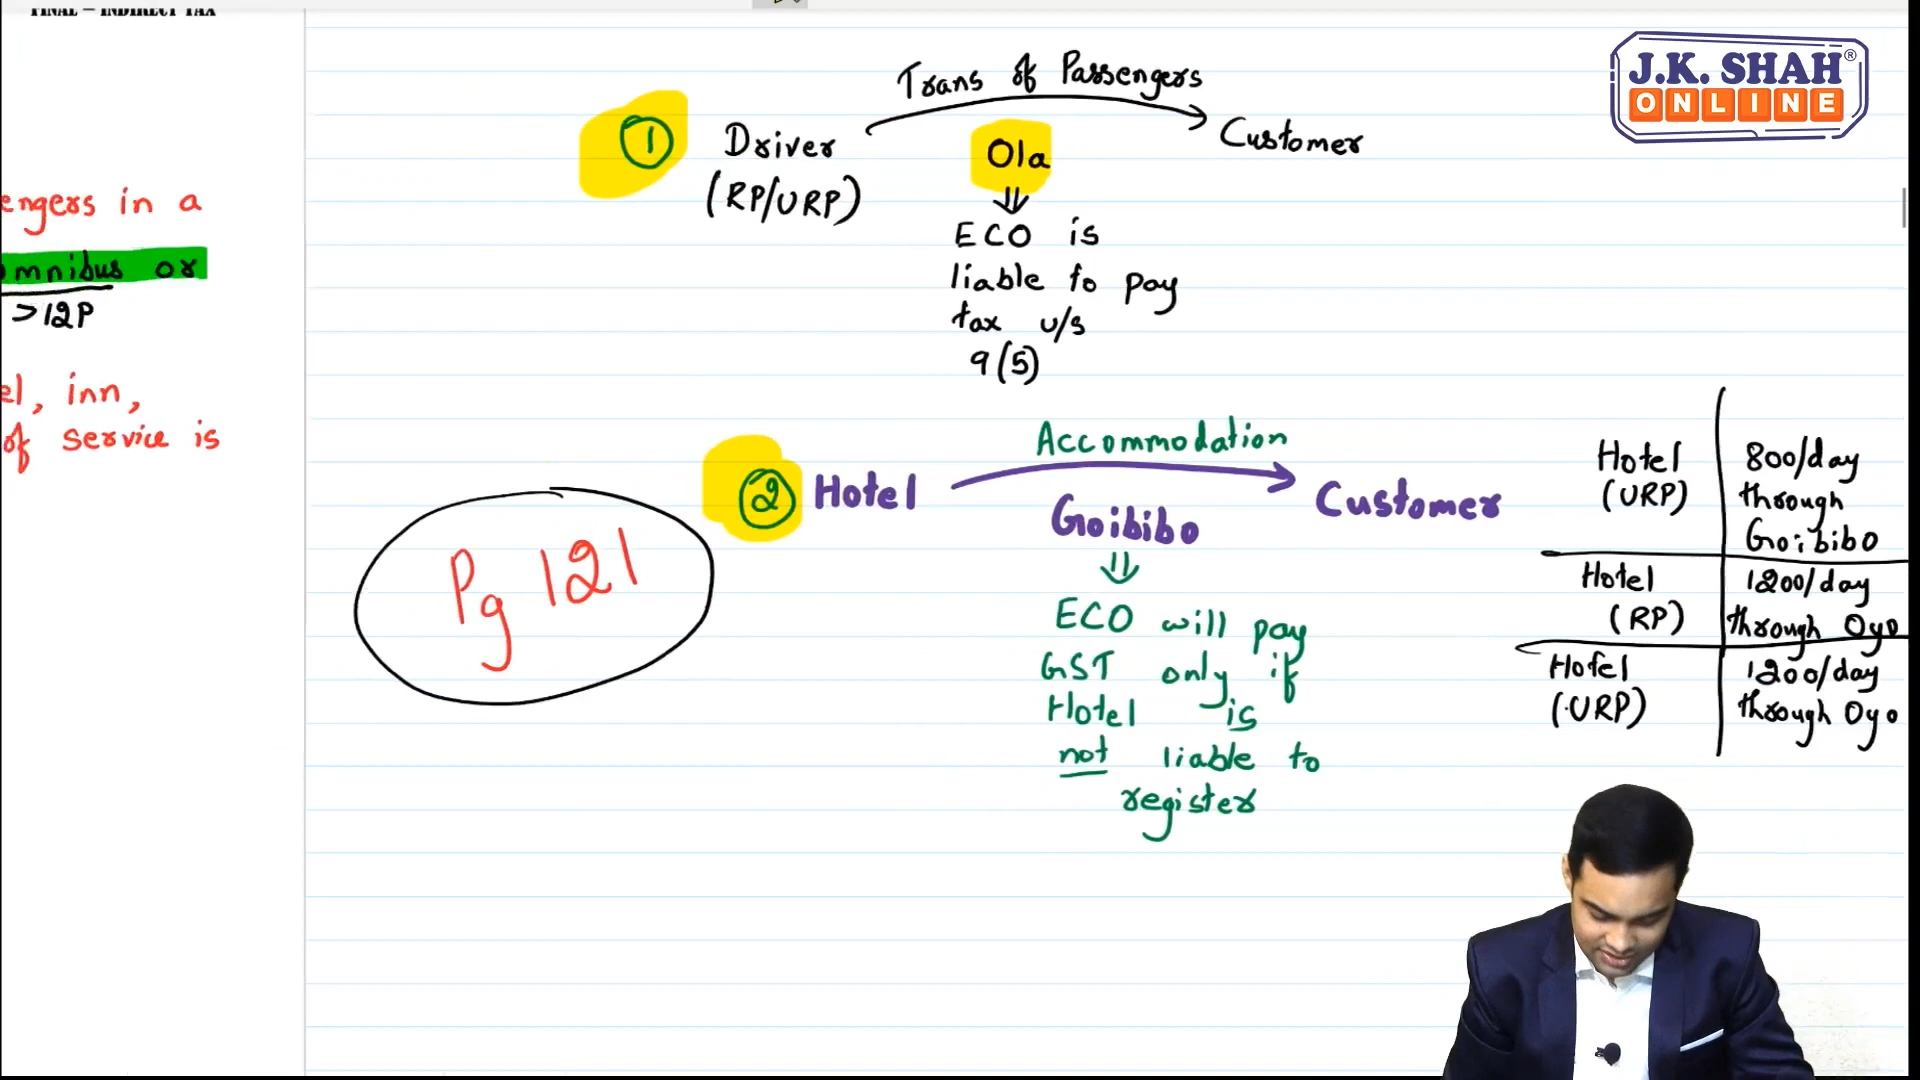 FINAL – INDIRECT TAX
J.K. SHAH®
ONLINE
engers in a
omnibus or
>12P
el, inn,
of service is
Trans of Passengers
1 Driver Ola Customer
(RP/URP)
ECO is
liable to pay
tax u/s
9(5)
Accommodation
2 Hotel Customer
Goibibo
ECO will pay
GST only if
Hotel is
not liable to
register
Pg 121
Hotel 800/day
(URP) through
Goibibo
Hotel 1200/day
(RP) through Oyo
Hotel 1200/day
(URP) through Oyo